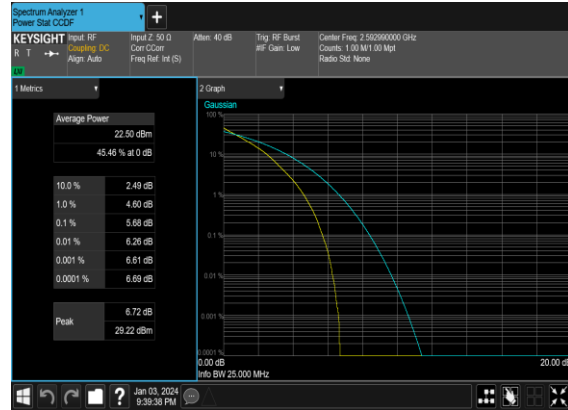 Spectrum Analyzer 1
Power Stat CCDF
KEYSIGHT
R T
LXI
Input: RF
Coupling: DC
Align: Auto
Input Z: 50 Ω
Corr CCorr
Freq Ref: Int (S)
Atten: 40 dB
Trig: RF Burst
#IF Gain: Low
Center Freq: 2.592990000 GHz
Counts: 1.00 M/1.00 Mpt
Radio Std: None
1 Metrics
Average Power
22.50 dBm
45.46 % at 0 dB
10.0 % 2.49 dB
1.0 % 4.60 dB
0.1 % 5.68 dB
0.01 % 6.26 dB
0.001 % 6.61 dB
0.0001 % 6.69 dB
Peak 6.72 dB
29.22 dBm
2 Graph
Gaussian
100 %
10 %
1 %
0.1 %
0.01 %
0.001 %
0.0001 %
0.00 dB 20.00 dB
Info BW 25.000 MHz
Jan 03, 2024
9:39:38 PM